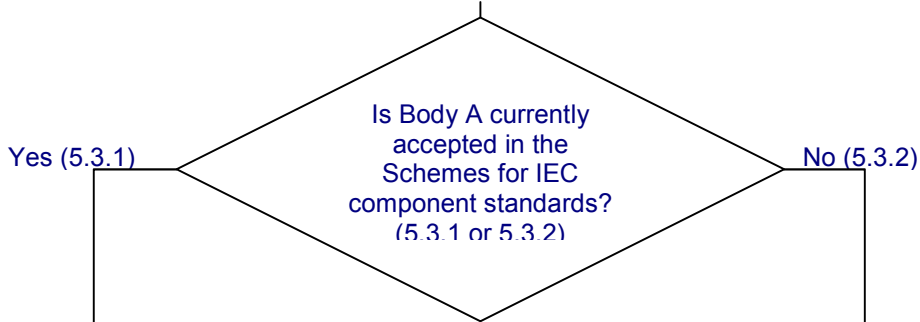 Is Body A currently
accepted in the
Yes (5.3.1)
No (5.3.2)
Schemes for IEC
component standards?
(5.3.1 or 5.3.2)